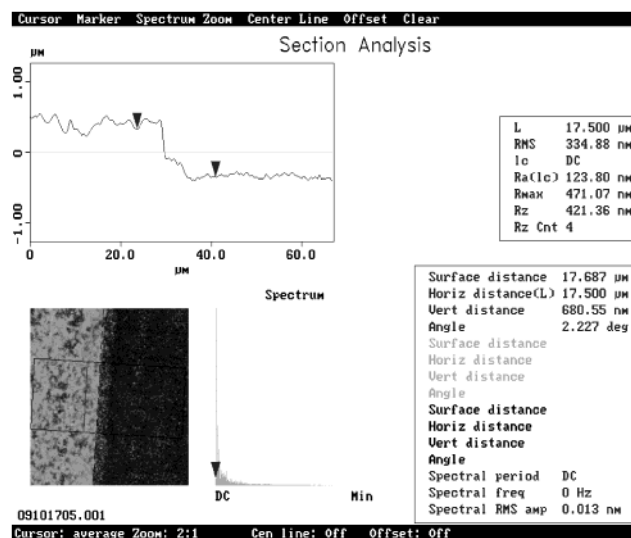 Cursor Marker Spectrum Zoom Center Line Offset Clear
Section Analysis
µM
1.00
0
-1.00
0 20.0 40.0 60.0
µM
L 17.500 µM
RMS 334.88 nM
lc DC
Ra(lc) 123.80 nM
Rmax 471.07 nM
Rz 421.36 nM
Rz Cnt 4
Surface distance 17.687 µM
Horiz distance(L) 17.500 µM
Vert distance 680.55 nM
Angle 2.227 deg
Surface distance
Horiz distance
Vert distance
Angle
Surface distance
Horiz distance
Vert distance
Angle
Spectral period DC
Spectral freq 0 Hz
Spectral RMS amp 0.013 nM
Spectrum
DC Min
09101705.001
Cursor: average Zoom: 2:1 Cen line: Off Offset: Off